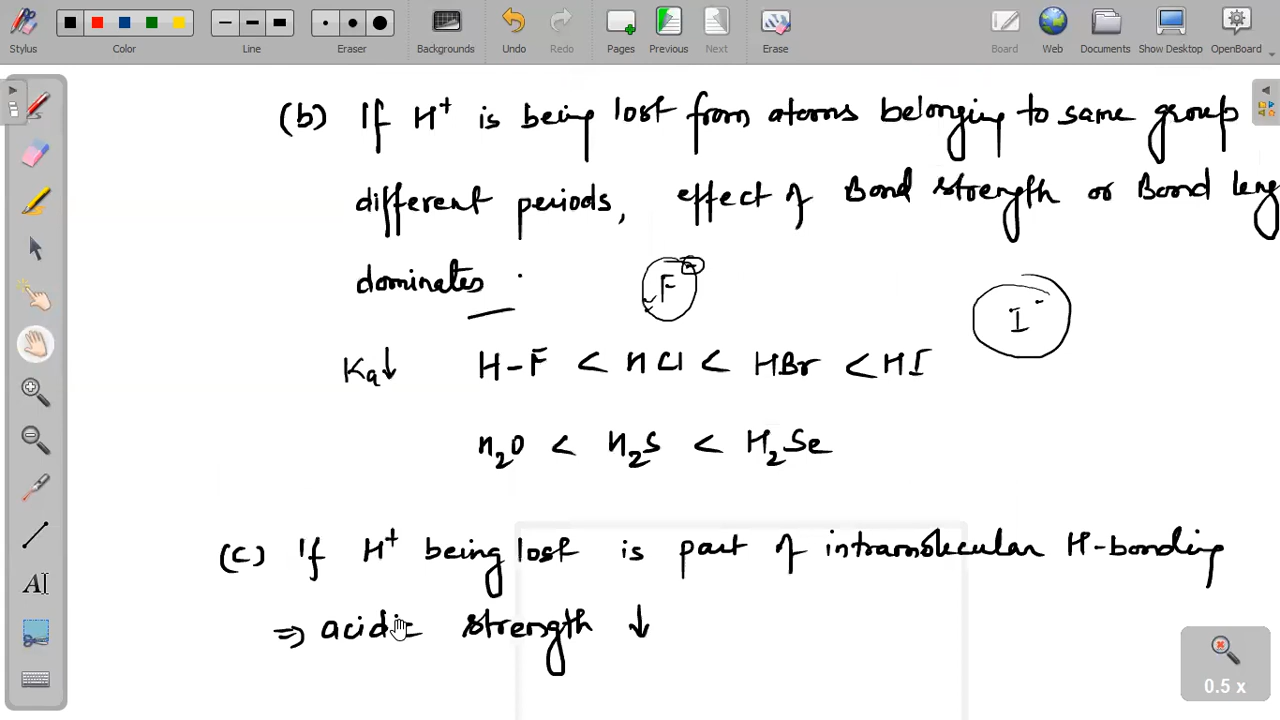 Stylus Color Line Eraser Backgrounds Undo Redo Pages Previous Next Erase Board Web Documents Show Desktop OpenBoard
(b) If H⁺ is being lost from atoms belonging to same group
different periods, effect of Bond strength or Bond leng
dominates.
F⁻ I⁻
Ka↓ H-F < HCl < HBr < HI
H₂O < H₂S < H₂Se
(c) If H⁺ being lost is part of intramolecular H-bonding
⇒ acidic strength ↓
0.5 x